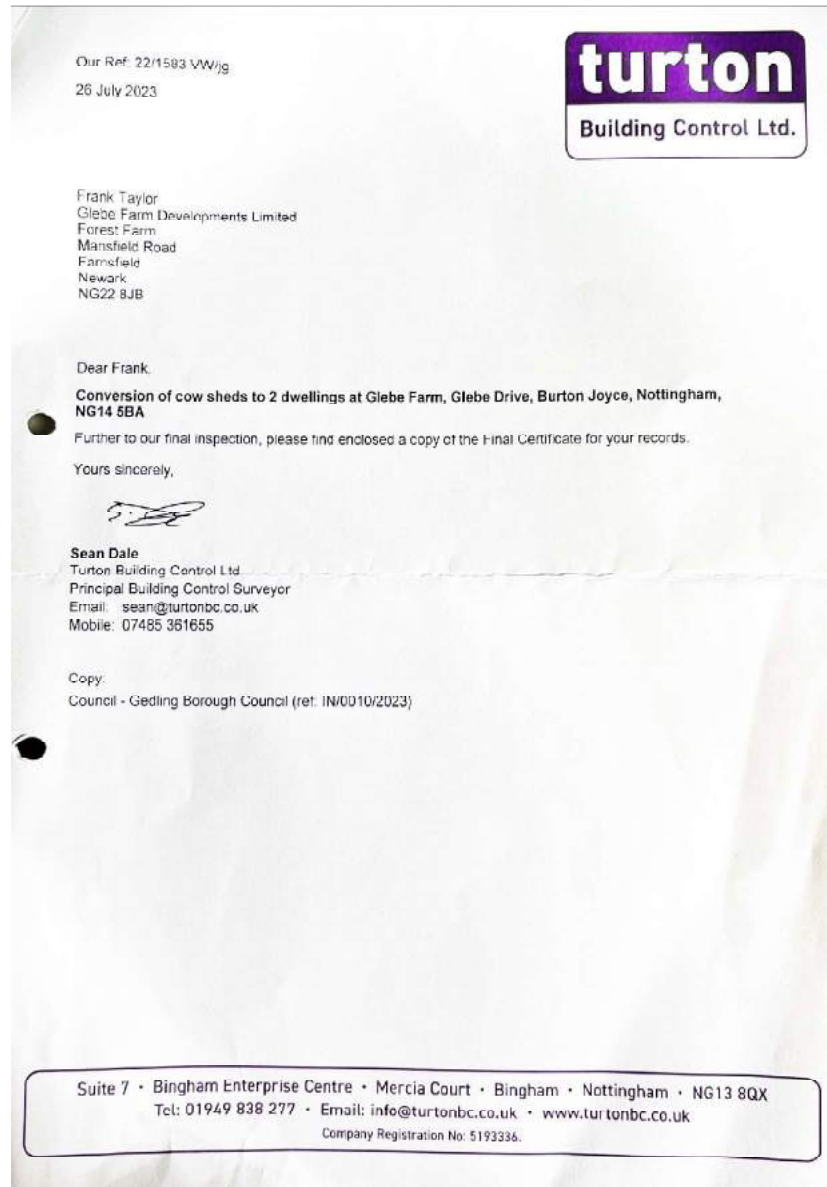 Our Ref: 22/1583 VW/jg
26 July 2023
turton
Building Control Ltd.
Frank Taylor
Glebe Farm Developments Limited
Forest Farm
Mansfield Road
Farnsfield
Newark
NG22 8JB
Dear Frank.
Conversion of cow sheds to 2 dwellings at Glebe Farm, Glebe Drive, Burton Joyce, Nottingham,
NG14 5BA
Further to our final inspection, please find enclosed a copy of the Final Certificate for your records.
Yours sincerely,
Sean Dale
Turton Building Control Ltd
Principal Building Control Surveyor
Email: sean@turtonbc.co.uk
Mobile: 07485 361655
Copy:
Council - Gedling Borough Council (ref: IN/0010/2023)
Suite 7 · Bingham Enterprise Centre · Mercia Court · Bingham · Nottingham · NG13 8QX
Tel: 01949 838 277 · Email: info@turtonbc.co.uk · www.turtonbc.co.uk
Company Registration No: 5193336.